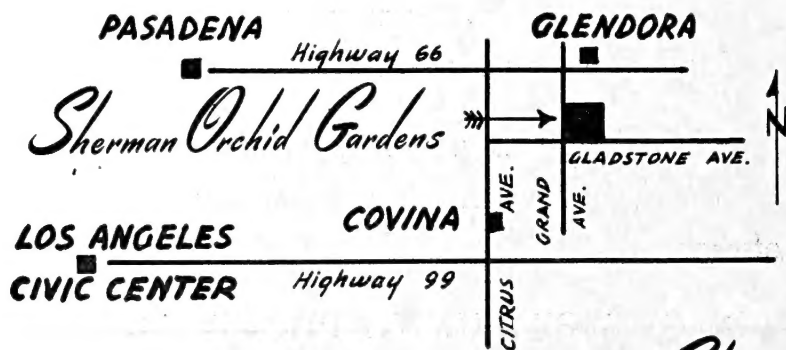 PASADENA
GLENDORA
Highway 66
Sherman Orchid Gardens
N
GLADSTONE AVE.
CITRUS AVE.
GRAND AVE.
COVINA
LOS ANGELES
CIVIC CENTER
Highway 99